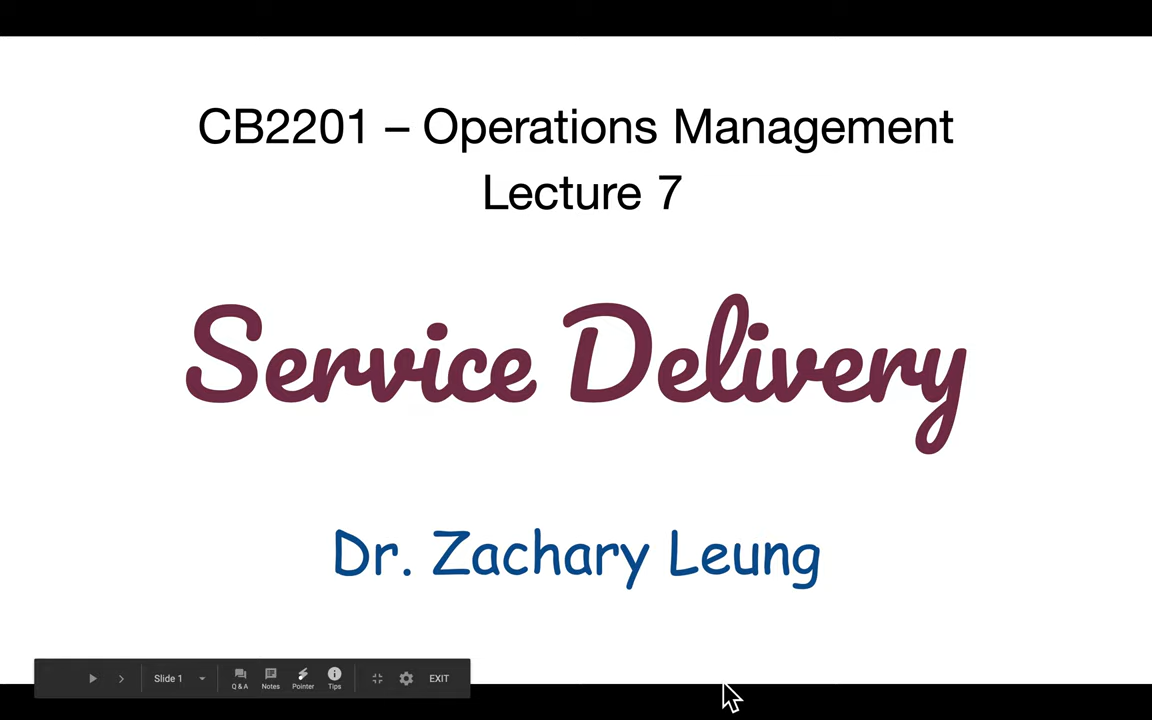 CB2201 – Operations Management
Lecture 7
Service Delivery
Dr. Zachary Leung
Slide 1
Q & A
Notes
Pointer
Tips
EXIT